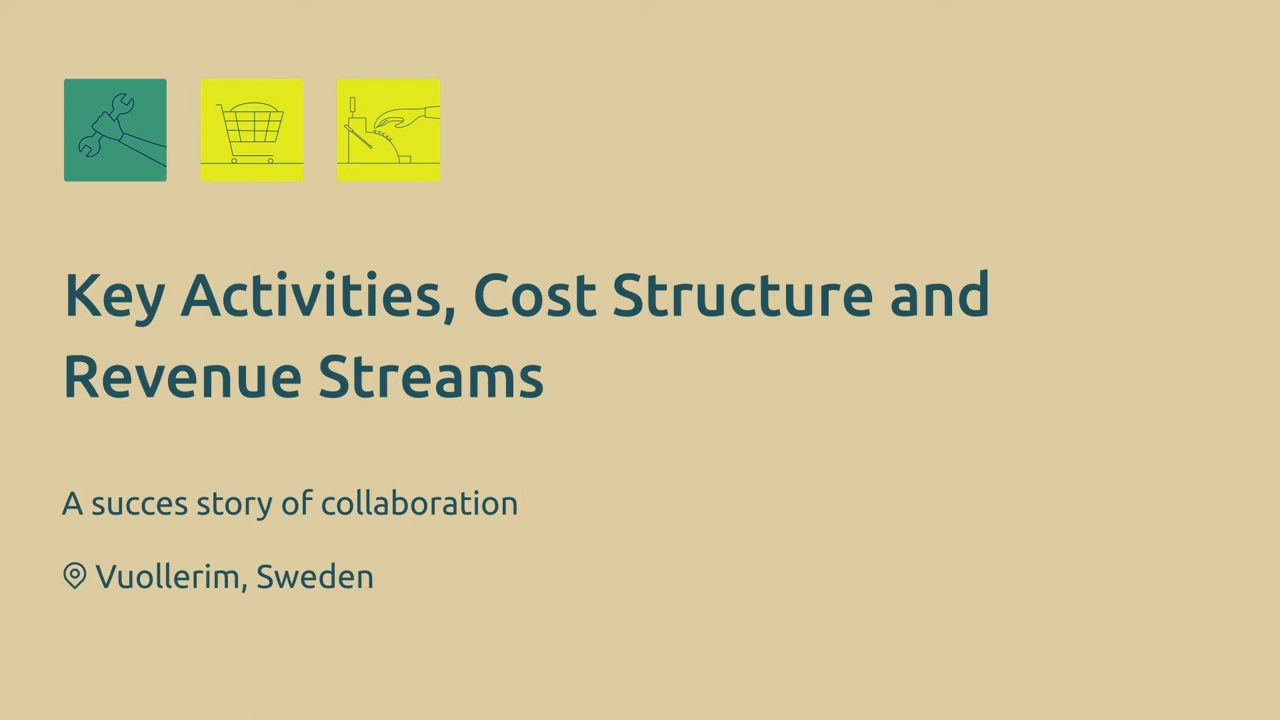 Key Activities, Cost Structure and
Revenue Streams
A succes story of collaboration
Vuollerim, Sweden